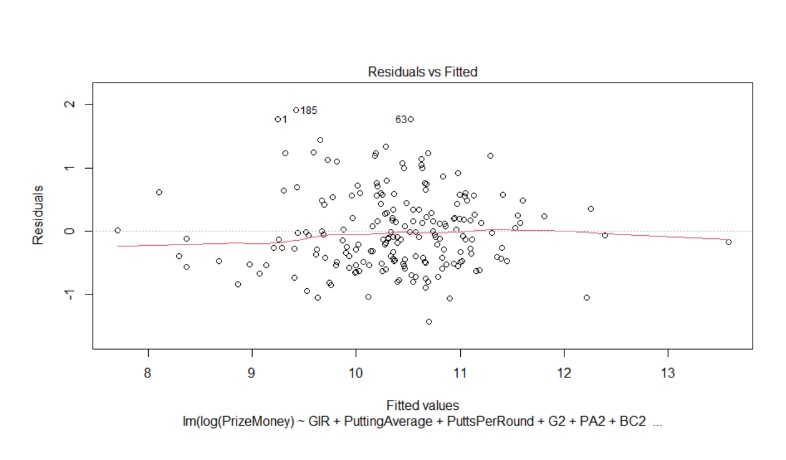 Residuals vs Fitted
2
1
0
-1
Residuals
185
1
63
8 9 10 11 12 13
Fitted values
lm(log(PrizeMoney) ~ GIR + PuttingAverage + PuttsPerRound + G2 + PA2 + BC2 ...